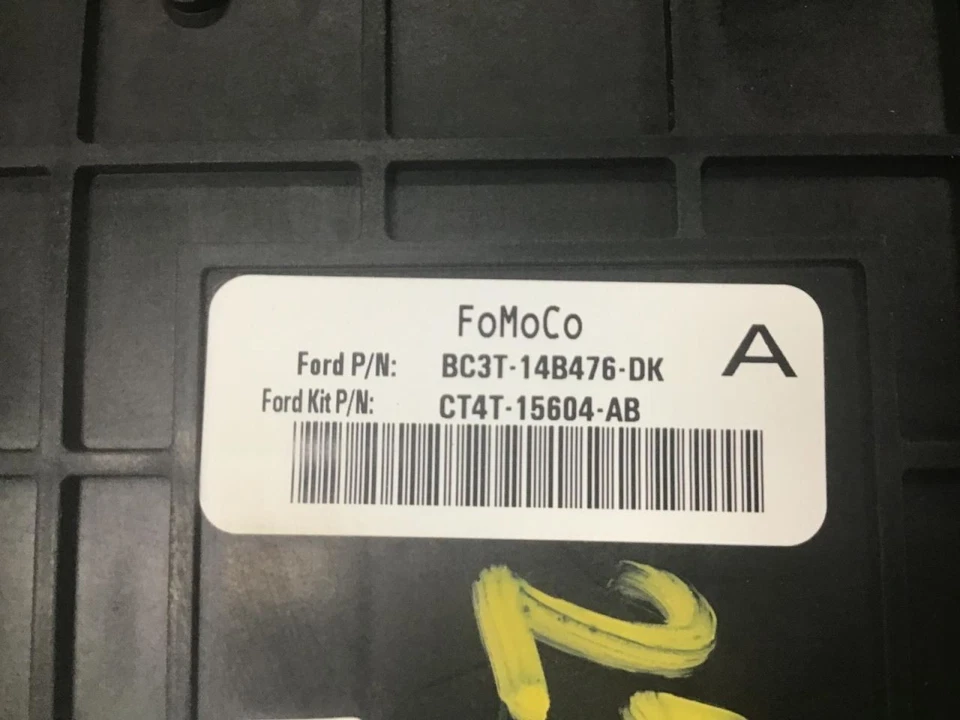 FoMoCo
A
Ford P/N: BC3T-14B476-DK
Ford Kit P/N: CT4T-15604-AB